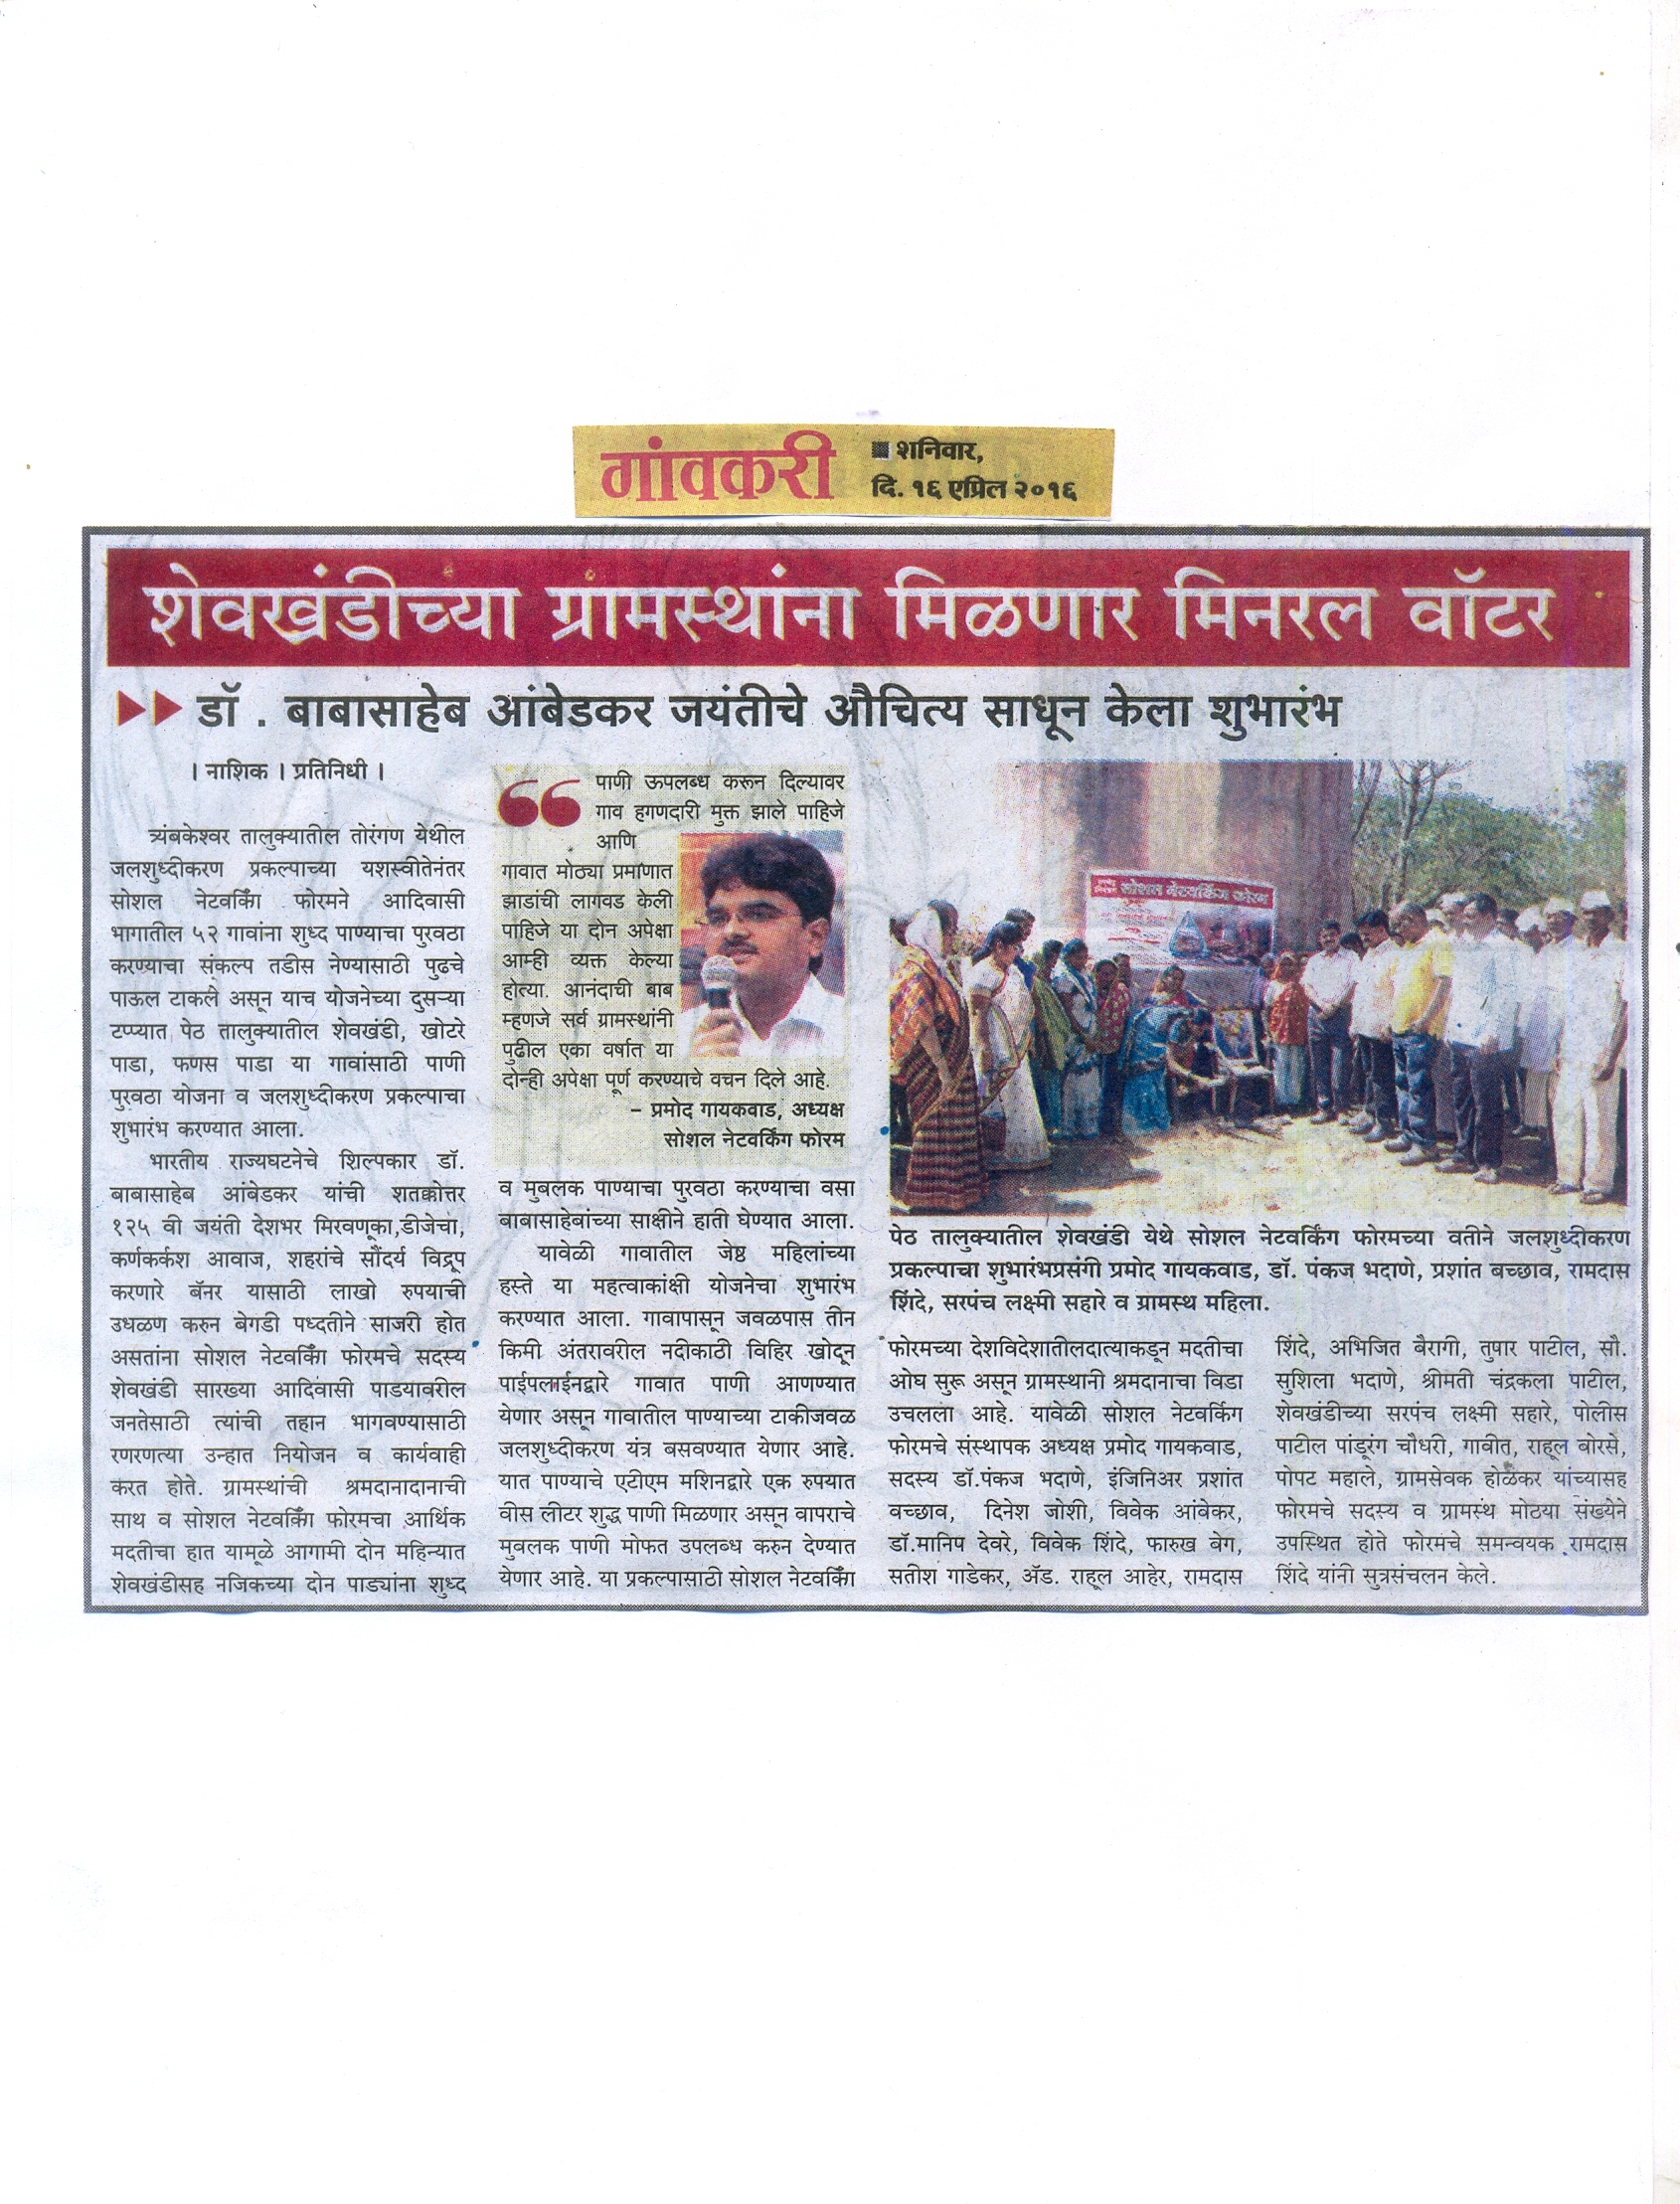 गांवकरी
शनिवार,
दि. १६ एप्रिल २०१६
शेवखंडीच्या ग्रामस्थांना मिळणार मिनरल वॉटर
डॉ . बाबासाहेब आंबेडकर जयंतीचे औचित्य साधून केला शुभारंभ
। नाशिक । प्रतिनिधी ।
त्र्यंबकेश्वर तालुक्यातील तोरंगण येथील
जलशुध्दीकरण प्रकल्पाच्या यशस्वीतेनंतर
सोशल नेटवर्किंग फोरमने आदिवासी
भागातील ५२ गावांना शुध्द पाण्याचा पुरवठा
करण्याचा संकल्प तडीस नेण्यासाठी पुढचे
पाऊल टाकले असून याच योजनेच्या दुसऱ्या
टप्प्यात पेठ तालुक्यातील शेवखंडी, खोटरे
पाडा, फणस पाडा या गावांसाठी पाणी
पुरवठा योजना व जलशुध्दीकरण प्रकल्पाचा
शुभारंभ करण्यात आला.
भारतीय राज्यघटनेचे शिल्पकार डॉ.
बाबासाहेब आंबेडकर यांची शतक्कोत्तर
१२५ वी जयंती देशभर मिरवणूका,डीजेचा,
कर्णकर्कश आवाज, शहरांचे सौंदर्य विद्रूप
करणारे बॅनर यासाठी लाखो रुपयाची
उधळण करुन बेगडी पध्दतीने साजरी होत
असतांना सोशल नेटवर्किंग फोरमचे सदस्य
शेवखंडी सारख्या आदिवासी पाडयावरील
जनतेसाठी त्यांची तहान भागवण्यासाठी
रणरणत्या उन्हात नियोजन व कार्यवाही
करत होते. ग्रामस्थांची श्रमदानादानाची
साथ व सोशल नेटवर्किंग फोरमचा आर्थिक
मदतीचा हात यामूळे आगामी दोन महिन्यात
शेवखंडीसह नजिकच्या दोन पाड्यांना शुध्द
पाणी ऊपलब्ध करून दिल्यावर
गाव हगणदारी मुक्त झाले पाहिजे
आणि
गावात मोठ्या प्रमाणात
झाडांची लागवड केली
पाहिजे या दोन अपेक्षा
आम्ही व्यक्त केल्या
होत्या. आनंदाची बाब
म्हणजे सर्व ग्रामस्थांनी
पुढील एका वर्षात या
दोन्ही अपेक्षा पूर्ण करण्याचे वचन दिले आहे.
– प्रमोद गायकवाड, अध्यक्ष
सोशल नेटवर्किंग फोरम
व मुबलक पाण्याचा पुरवठा करण्याचा वसा
बाबासाहेबांच्या साक्षीने हाती घेण्यात आला.
यावेळी गावातील जेष्ठ महिलांच्या
हस्ते या महत्वाकांक्षी योजनेचा शुभारंभ
करण्यात आला. गावापासून जवळपास तीन
किमी अंतरावरील नदीकाठी विहिर खोदून
पाईपलाईनद्वारे गावात पाणी आणण्यात
येणार असून गावातील पाण्याच्या टाकीजवळ
जलशुध्दीकरण यंत्र बसवण्यात येणार आहे.
यात पाण्याचे एटीएम मशिनद्वारे एक रुपयात
वीस लीटर शुद्ध पाणी मिळणार असून वापराचे
मुबलक पाणी मोफत उपलब्ध करुन देण्यात
येणार आहे. या प्रकल्पासाठी सोशल नेटवर्किंग
सोशल नेटवर्किंग फोरम
पेठ तालुक्यातील शेवखंडी येथे सोशल नेटवर्किंग फोरमच्या वतीने जलशुध्दीकरण
प्रकल्पाचा शुभारंभप्रसंगी प्रमोद गायकवाड, डॉ. पंकज भदाणे, प्रशांत बच्छाव, रामदास
शिंदे, सरपंच लक्ष्मी सहारे व ग्रामस्थ महिला.
फोरमच्या देशविदेशातीलदात्याकडून मदतीचा
ओघ सुरू असून ग्रामस्थानी श्रमदानाचा विडा
उचलला आहे. यावेळी सोशल नेटवर्किंग
फोरमचे संस्थापक अध्यक्ष प्रमोद गायकवाड,
सदस्य डॉ.पंकज भदाणे, इंजिनिअर प्रशांत
बच्छाव, दिनेश जोशी, विवेक आंबेकर,
डॉ.मानिप देवरे, विवेक शिंदे, फारुख बेग,
सतीश गाडेकर, ॲड. राहूल आहेर, रामदास
शिंदे, अभिजित बैरागी, तुषार पाटील, सौ.
सुशिला भदाणे, श्रीमती चंद्रकला पाटील,
शेवखंडीच्या सरपंच लक्ष्मी सहारे, पोलीस
पाटील पांडूरंग चौधरी, गावीत, राहूल बोरसे,
पोपट महाले, ग्रामसेवक होळकर यांच्यासह
फोरमचे सदस्य व ग्रामस्थ मोठया संख्येने
उपस्थित होते फोरमचे समन्वयक रामदास
शिंदे यांनी सुत्रसंचलन केले.